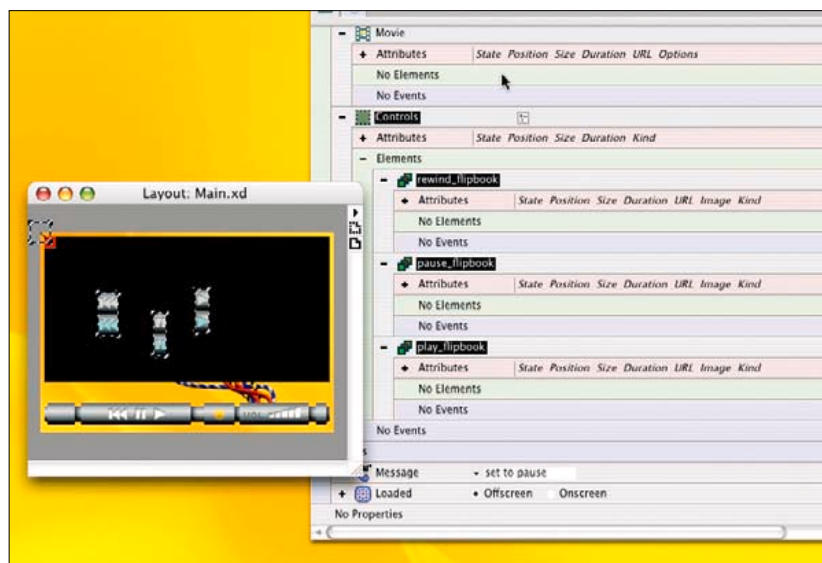 Movie
+ Attributes State Position Size Duration URL Options
No Elements
No Events
Controls
+ Attributes State Position Size Duration Kind
Elements
rewind_flipbook
+ Attributes State Position Size Duration URL Image Kind
No Elements
No Events
pause_flipbook
+ Attributes State Position Size Duration URL Image Kind
No Elements
No Events
play_flipbook
+ Attributes State Position Size Duration URL Image Kind
No Elements
No Events
No Events
Message set to pause
+ Loaded • Offscreen Onscreen
No Properties
Layout: Main.xd
VOL